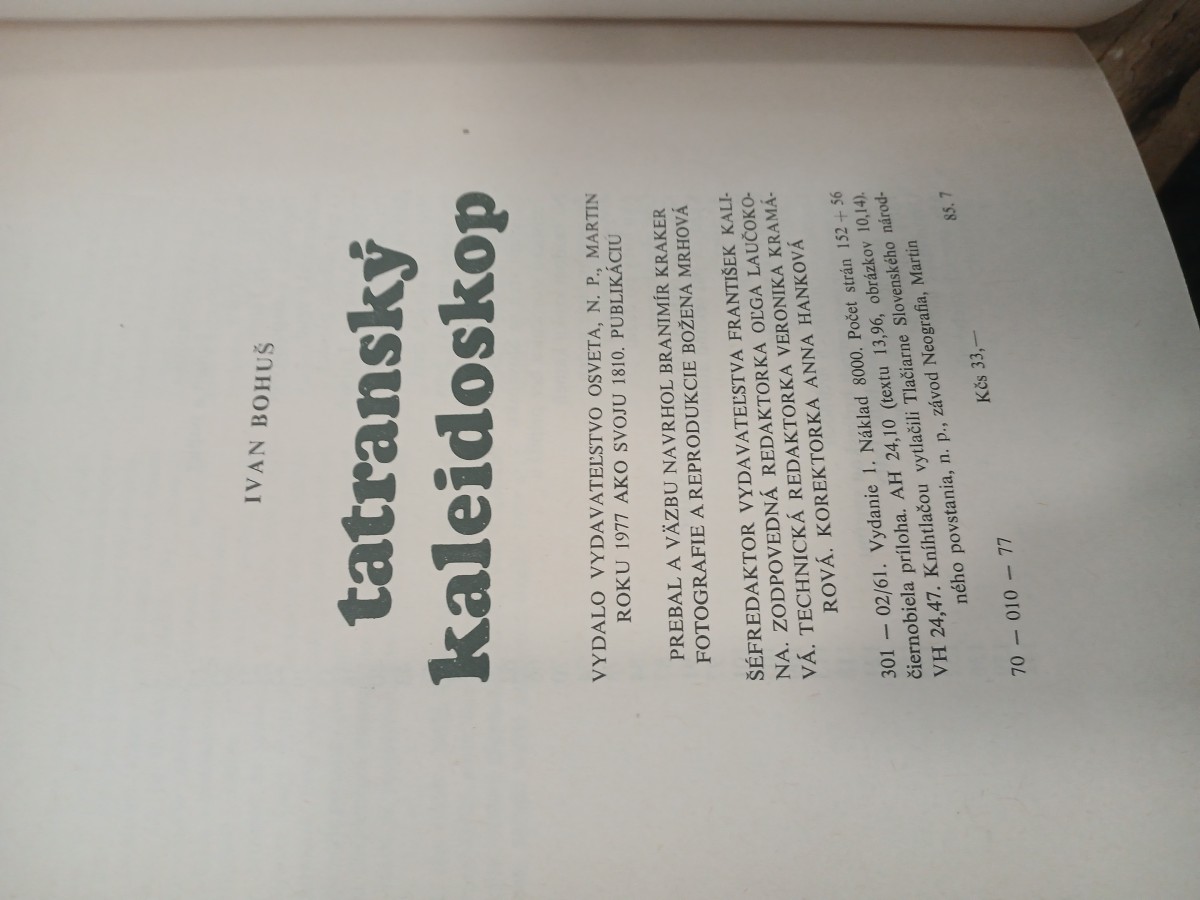 IVAN BOHUŠ
tatranský
kaleidoskop
VYDALO VYDAVATEĽSTVO OSVETA, N. P., MARTIN
ROKU 1977 AKO SVOJU 1810. PUBLIKÁCIU
PREBAL A VÄZBU NAVRHOL BRANIMÍR KRAKER
FOTOGRAFIE A REPRODUKCIE BOŽENA MRHOVÁ
ŠÉFREDAKTOR VYDAVATEĽSTVA FRANTIŠEK KALI-
NA. ZODPOVEDNÁ REDAKTORKA OĽGA LAUČOKO-
VÁ. TECHNICKÁ REDAKTORKA VERONIKA KRAMÁ-
ROVÁ. KOREKTORKA ANNA HANKOVÁ
301 — 02/61. Vydanie 1. Náklad 8000. Počet strán 152 + 56
čiernobiela príloha. AH 24,10 (textu 13,96, obrázkov 10,14).
VH 24,47. Kníhtlačou vytlačili Tlačiarne Slovenského národ-
ného povstania, n. p., závod Neografia, Martin
85. 7
Kčs 33,—
70 — 010 — 77